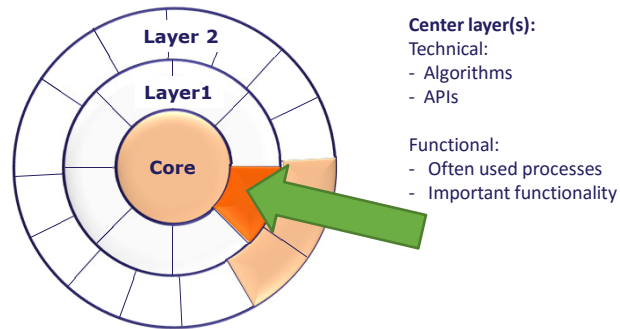 Layer 2
Layer1
Core
Center layer(s):
Technical:
- Algorithms
- APIs
Functional:
- Often used processes
- Important functionality